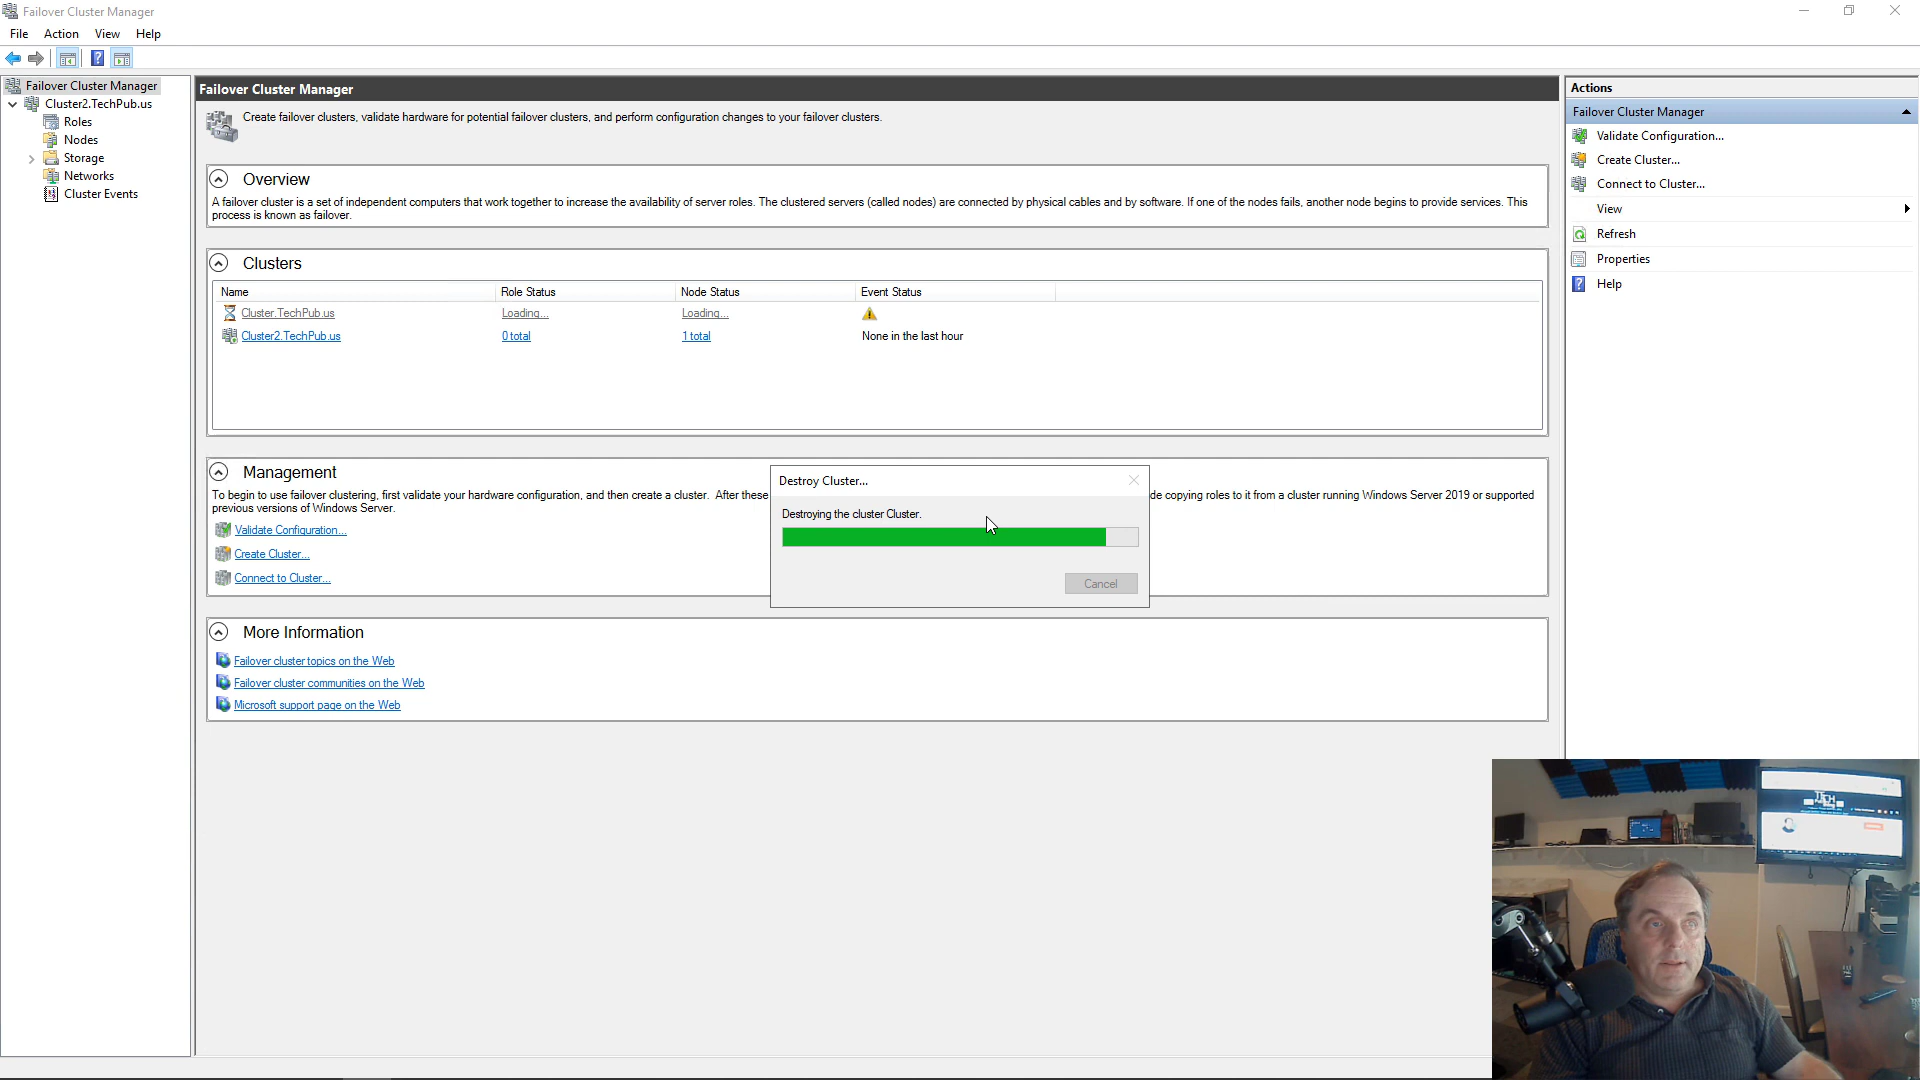 Failover Cluster Manager
File Action View Help
Failover Cluster Manager
Cluster2.TechPub.us
Roles
Nodes
Storage
Networks
Cluster Events
Failover Cluster Manager
Create failover clusters, validate hardware for potential failover clusters, and perform configuration changes to your failover clusters.
Overview
A failover cluster is a set of independent computers that work together to increase the availability of server roles. The clustered servers (called nodes) are connected by physical cables and by software. If one of the nodes fails, another node begins to provide services. This
process is known as failover.
Clusters
Name Role Status Node Status Event Status
Cluster.TechPub.us Loading... Loading...
Cluster2.TechPub.us 0 total 1 total None in the last hour
Management
To begin to use failover clustering, first validate your hardware configuration, and then create a cluster. After these de copying roles to it from a cluster running Windows Server 2019 or supported
previous versions of Windows Server.
Validate Configuration...
Create Cluster...
Connect to Cluster...
Destroy Cluster...
Destroying the cluster Cluster.
Cancel
More Information
Failover cluster topics on the Web
Failover cluster communities on the Web
Microsoft support page on the Web
Actions
Failover Cluster Manager
Validate Configuration...
Create Cluster...
Connect to Cluster...
View
Refresh
Properties
Help
TECH